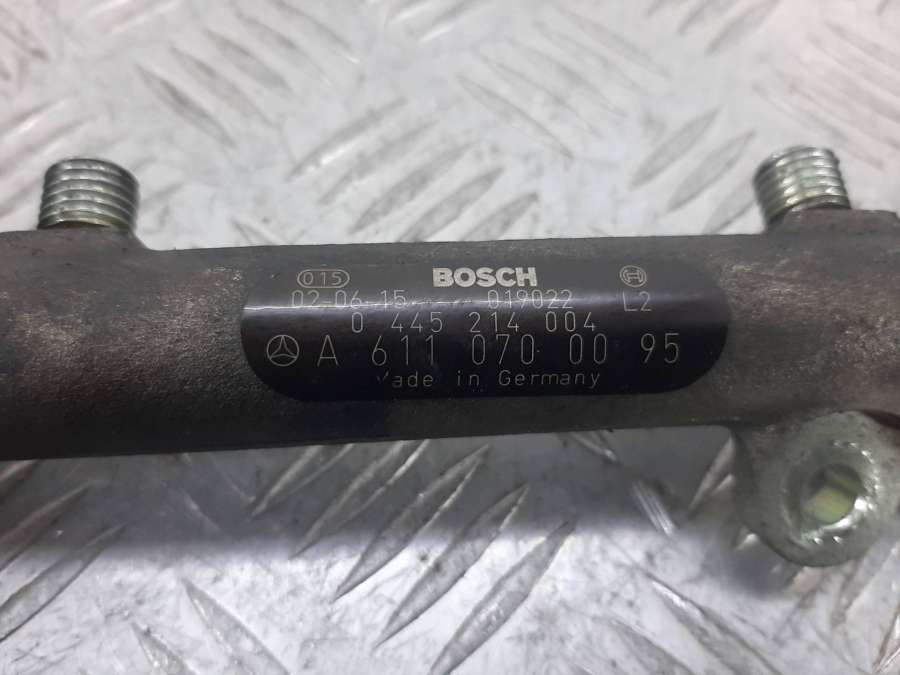 015 BOSCH
02-06-15 019022 L2
0 445 214 004
A 611 070 00 95
Made in Germany